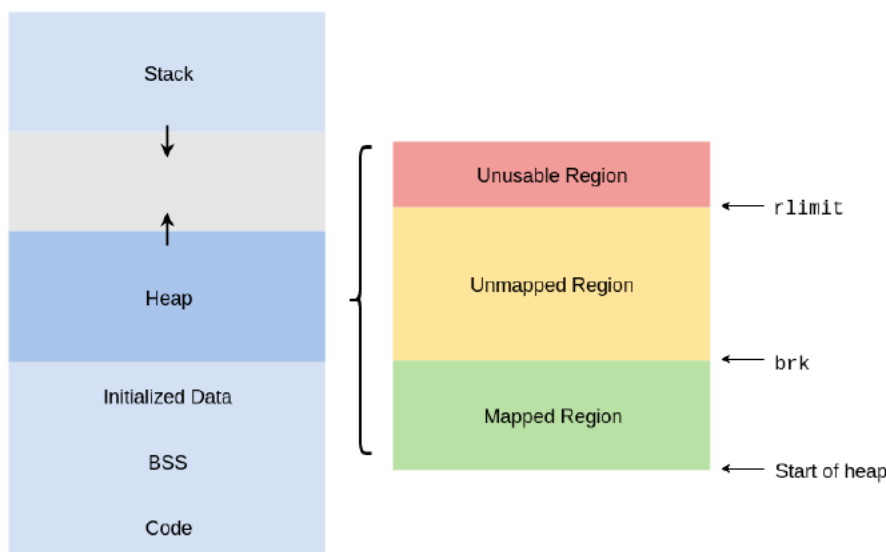 Stack
Heap
Initialized Data
BSS
Code
Unusable Region
rlimit
Unmapped Region
brk
Mapped Region
Start of heap